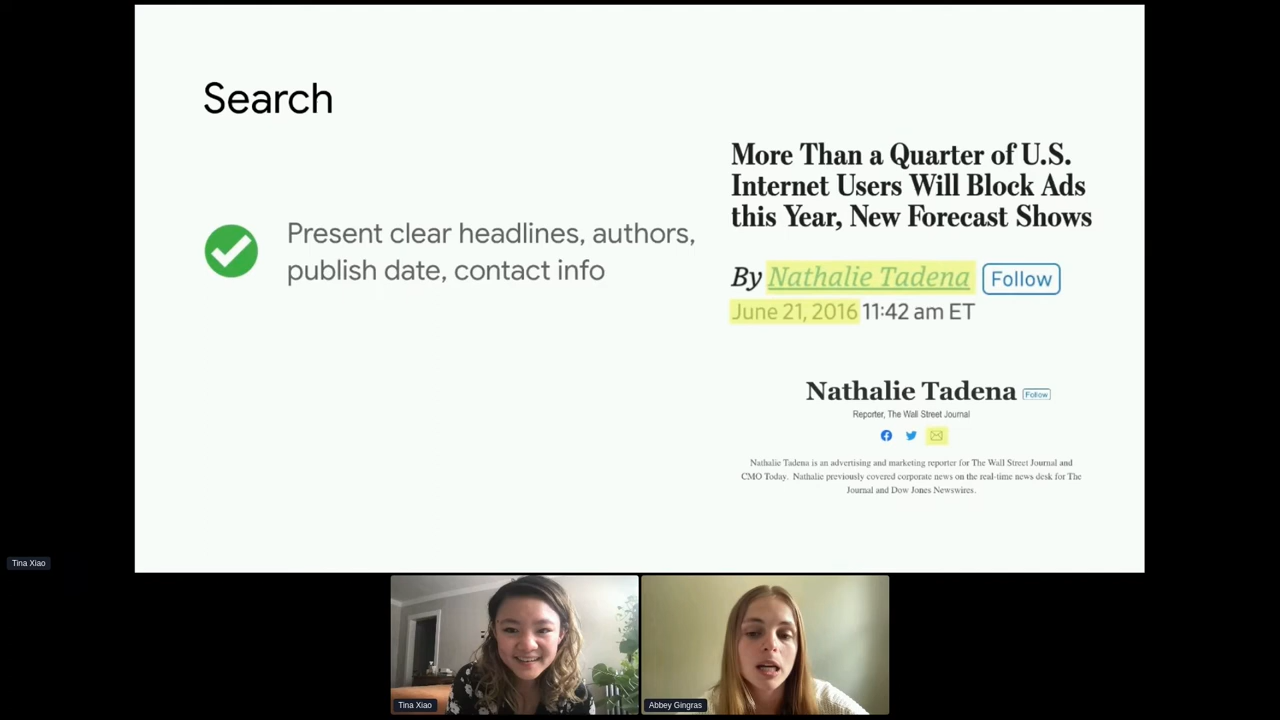 Search
Present clear headlines, authors,
publish date, contact info
More Than a Quarter of U.S.
Internet Users Will Block Ads
this Year, New Forecast Shows
By Nathalie Tadena Follow
June 21, 2016 11:42 am ET
Nathalie Tadena Follow
Reporter, The Wall Street Journal
Nathalie Tadena is an advertising and marketing reporter for The Wall Street Journal and
CMO Today. Nathalie previously covered corporate news on the real-time news desk for The
Journal and Dow Jones Newswires.
Tina Xiao
Tina Xiao
Abbey Gingras